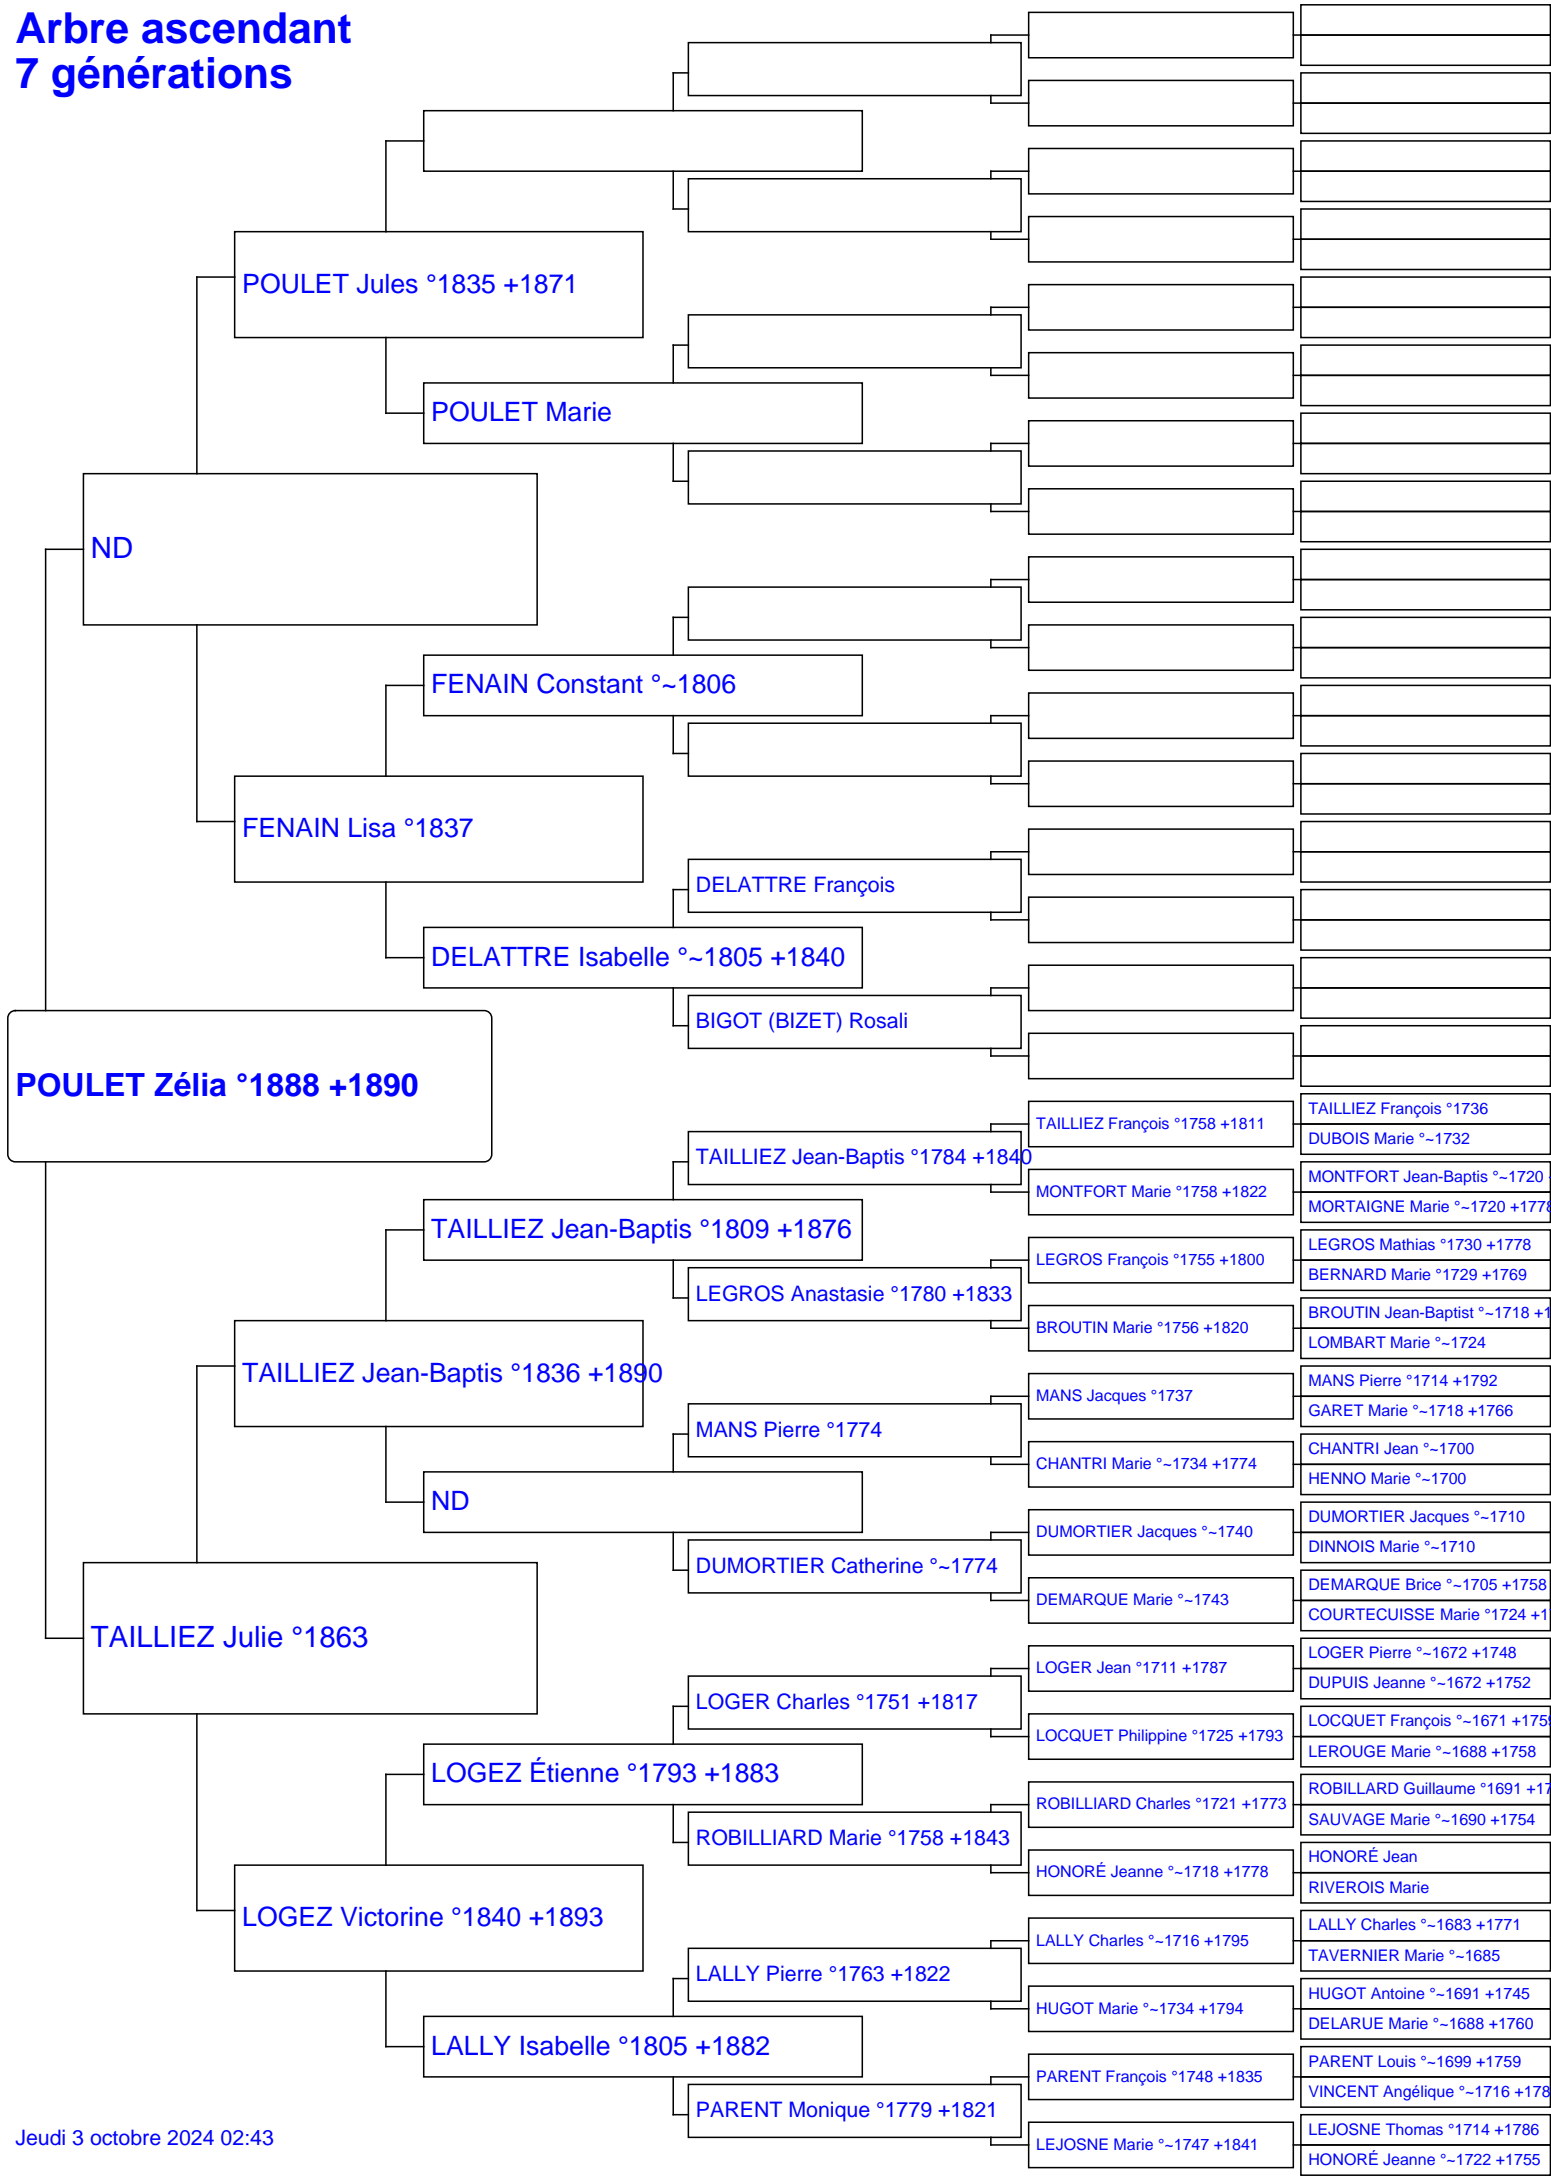 Arbre ascendant
7 générations
POULET Jules °1835 +1871
POULET Marie
ND
FENAIN Constant °~1806
FENAIN Lisa °1837
DELATTRE François
DELATTRE Isabelle °~1805 +1840
BIGOT (BIZET) Rosali
POULET Zélia °1888 +1890
TAILLIEZ François °1736
TAILLIEZ François °1758 +1811
DUBOIS Marie °~1732
TAILLIEZ Jean-Baptis °1784 +1840
MONTFORT Jean-Baptis °~1720
MONTFORT Marie °1758 +1822
MORTAIGNE Marie °~1720 +1778
TAILLIEZ Jean-Baptis °1809 +1876
LEGROS Mathias °1730 +1778
LEGROS François °1755 +1800
BERNARD Marie °1729 +1769
LEGROS Anastasie °1780 +1833
BROUTIN Jean-Baptist °~1718 +1
BROUTIN Marie °1756 +1820
LOMBART Marie °~1724
TAILLIEZ Jean-Baptis °1836 +1890
MANS Pierre °1714 +1792
MANS Jacques °1737
GARET Marie °~1718 +1766
MANS Pierre °1774
CHANTRI Jean °~1700
CHANTRI Marie °~1734 +1774
HENNO Marie °~1700
ND
DUMORTIER Jacques °~1710
DUMORTIER Jacques °~1740
DINNOIS Marie °~1710
DUMORTIER Catherine °~1774
DEMARQUE Brice °~1705 +1758
DEMARQUE Marie °~1743
COURTECUISSE Marie °1724 +1
TAILLIEZ Julie °1863
LOGER Pierre °~1672 +1748
LOGER Jean °1711 +1787
DUPUIS Jeanne °~1672 +1752
LOGER Charles °1751 +1817
LOCQUET François °~1671 +1759
LOCQUET Philippine °1725 +1793
LEROUGE Marie °~1688 +1758
LOGEZ Étienne °1793 +1883
ROBILLARD Guillaume °1691 +17
ROBILLIARD Charles °1721 +1773
SAUVAGE Marie °~1690 +1754
ROBILLIARD Marie °1758 +1843
HONORÉ Jean
HONORÉ Jeanne °~1718 +1778
RIVEROIS Marie
LOGEZ Victorine °1840 +1893
LALLY Charles °~1683 +1771
LALLY Charles °~1716 +1795
TAVERNIER Marie °~1685
LALLY Pierre °1763 +1822
HUGOT Antoine °~1691 +1745
HUGOT Marie °~1734 +1794
DELARUE Marie °~1688 +1760
LALLY Isabelle °1805 +1882
PARENT Louis °~1699 +1759
PARENT François °1748 +1835
VINCENT Angélique °~1716 +178
PARENT Monique °1779 +1821
LEJOSNE Thomas °1714 +1786
LEJOSNE Marie °~1747 +1841
HONORÉ Jeanne °~1722 +1755
Jeudi 3 octobre 2024 02:43